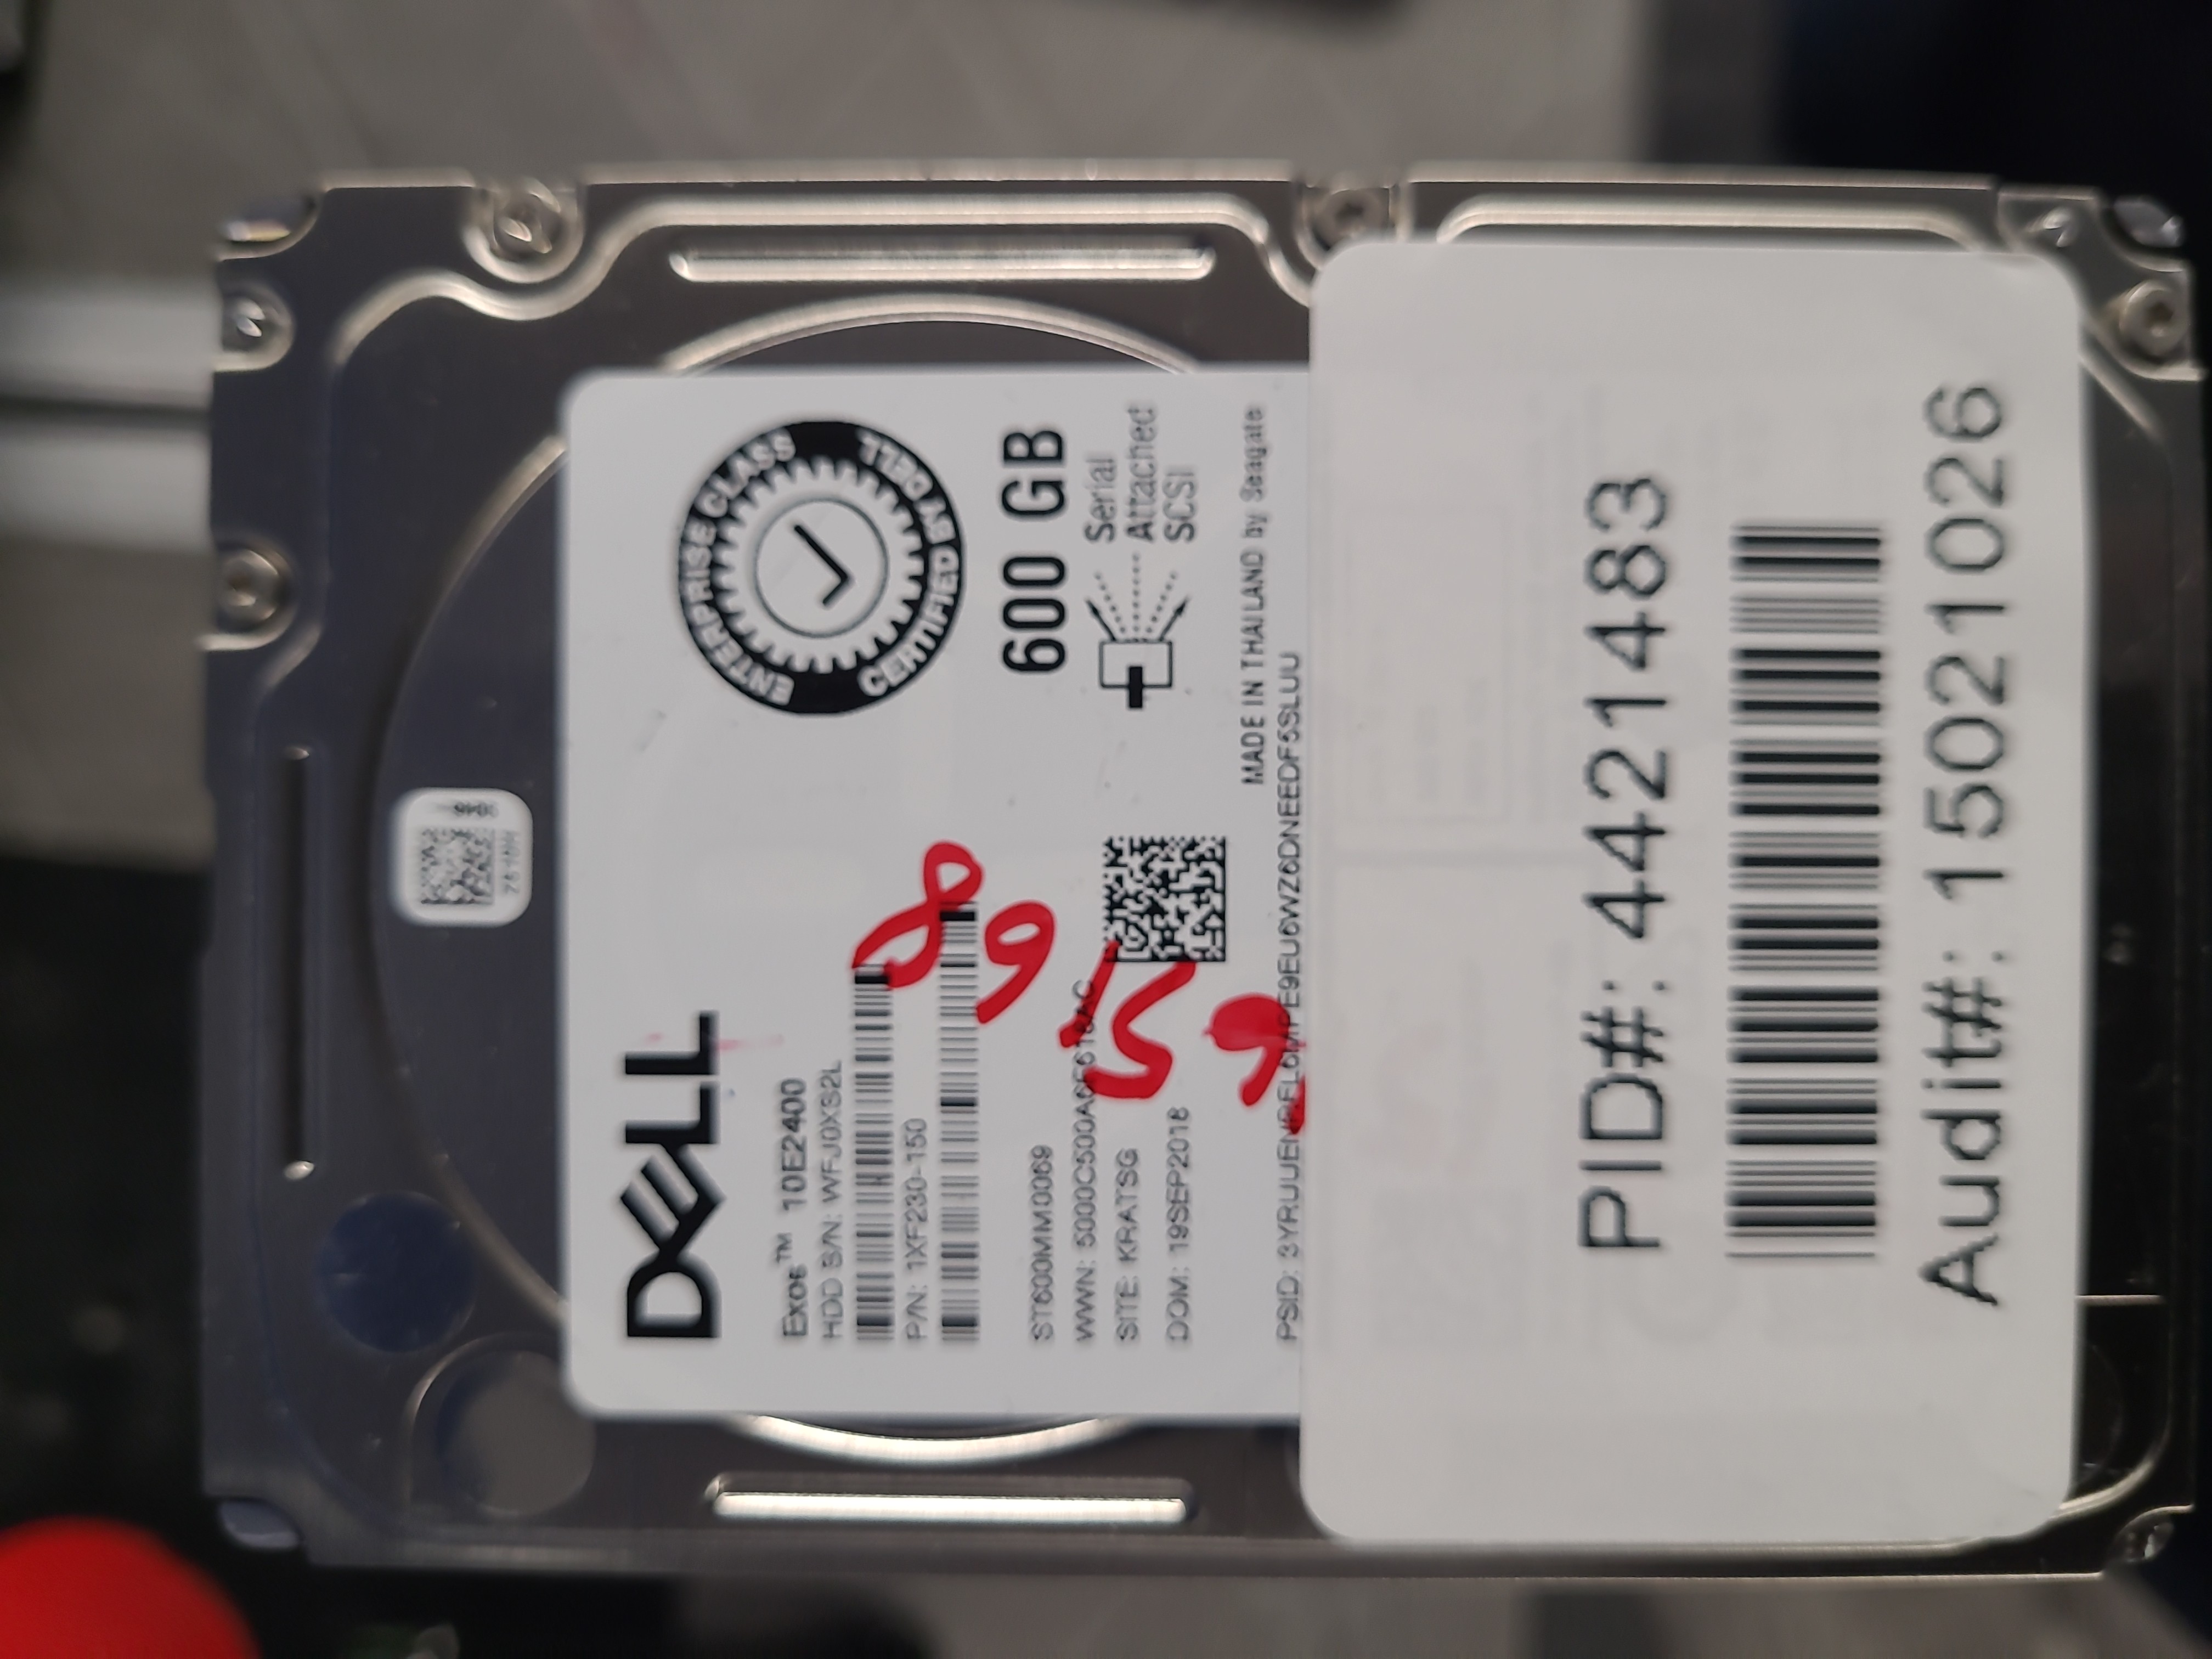 DELL
ENTERPRISE CLASS
CERTIFIED BY DELL
Exos™ 10E2400
HDD S/N: WFJ0XS2L
P/N: 1XF230-150
600 GB
ST600MM0069
WWN:
SITE: KRATSG
DOM: 19SEP2018
Serial
Attached
SCSI
MADE IN THAILAND by Seagate
PSID:
PID#: 4421483
Audit#: 15021026